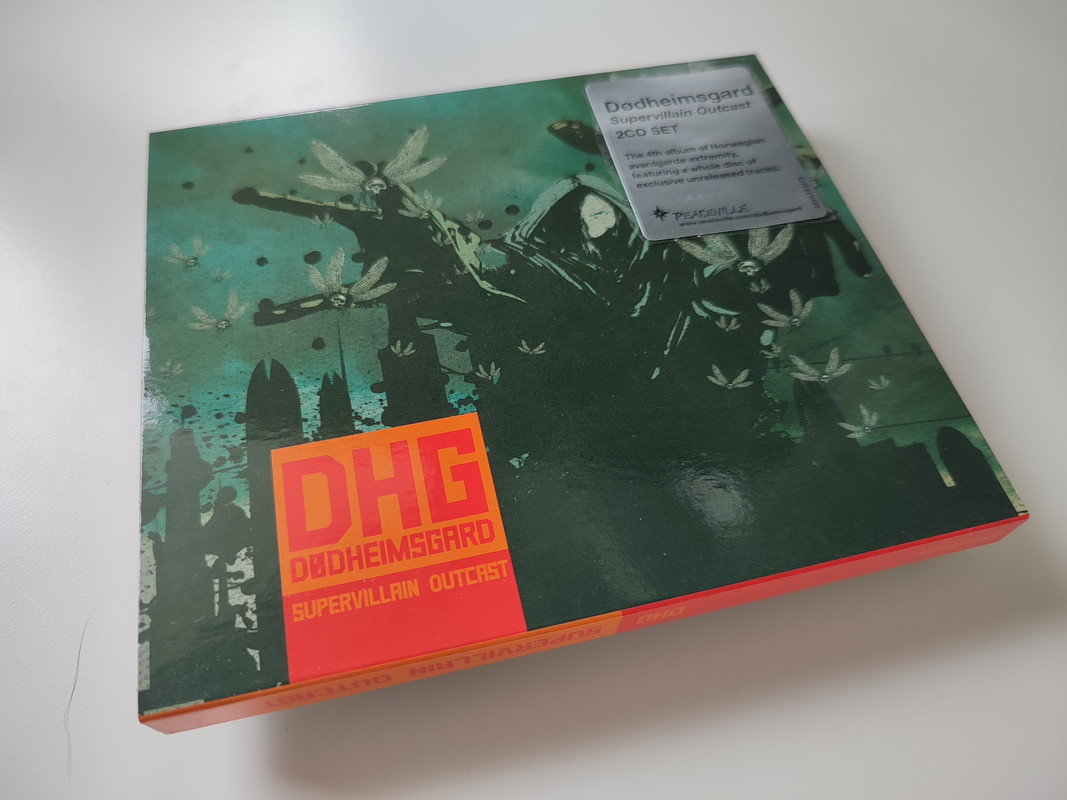 Dødheimsgard
Supervillain Outcast
2CD SET
The 4th album of Norwegian
avantgarde extremity,
featuring a whole disc of
exclusive unreleased tracks.
PEACEVILLE
DHG
DØDHEIMSGARD
SUPERVILLAIN OUTCAST
SUPERVILLAIN OUTCAST
DHG